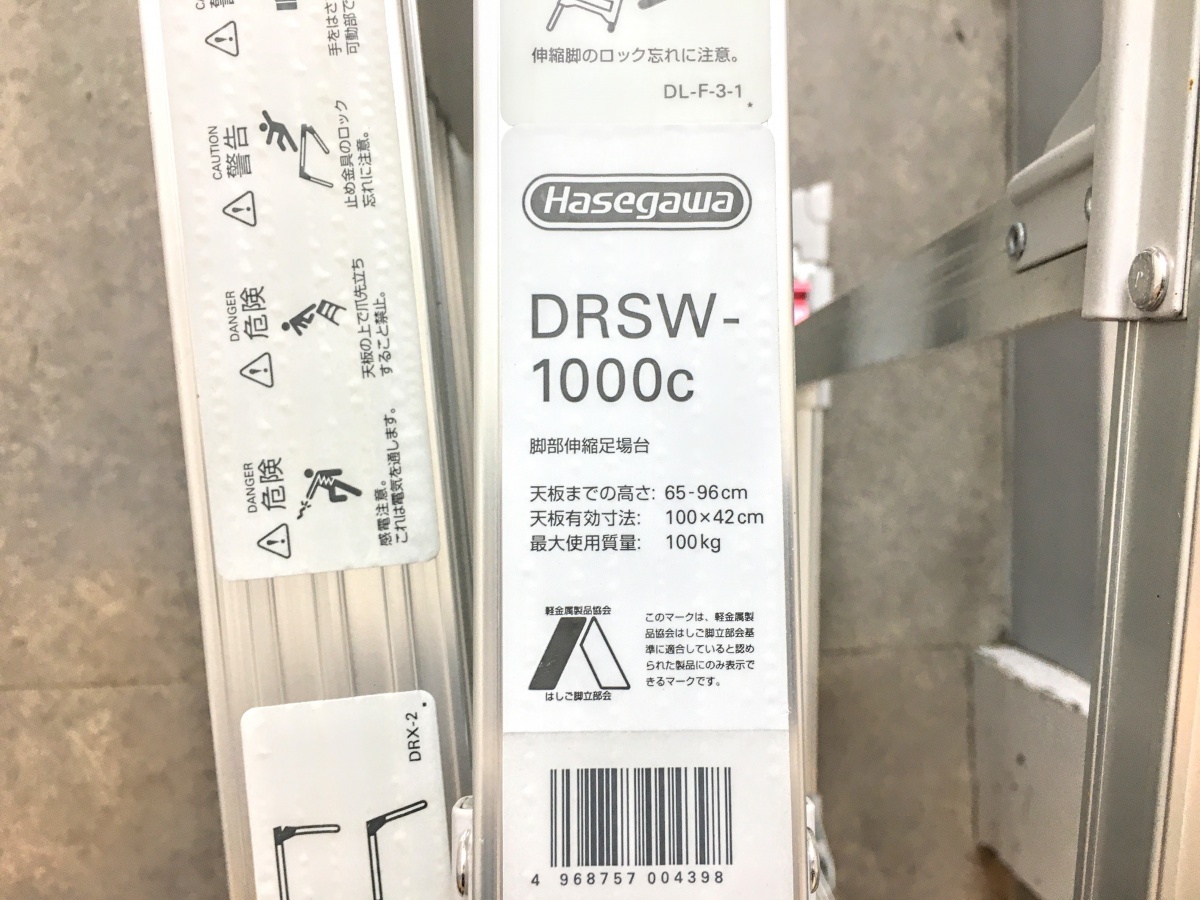 伸縮脚のロック忘れに注意。
DL-F-3-1
Hasegawa
DRSW-
1000c
脚部伸縮足場台
天板までの高さ: 65-96cm
天板有効寸法: 100×42cm
最大使用質量: 100kg
軽金属製品協会
はしご脚立部会
このマークは、軽金属製
品協会はしご脚立部会基
準に適合していると認め
られた製品にのみ表示で
きるマークです。
4 968757 004398
手をはさ
可動部で
CAUTION
警告
止め金具のロック
忘れに注意。
DANGER
危険
天板の上で爪先立ち
すること禁止。
DANGER
危険
感電注意。
これは電気を通します。
DRX-2